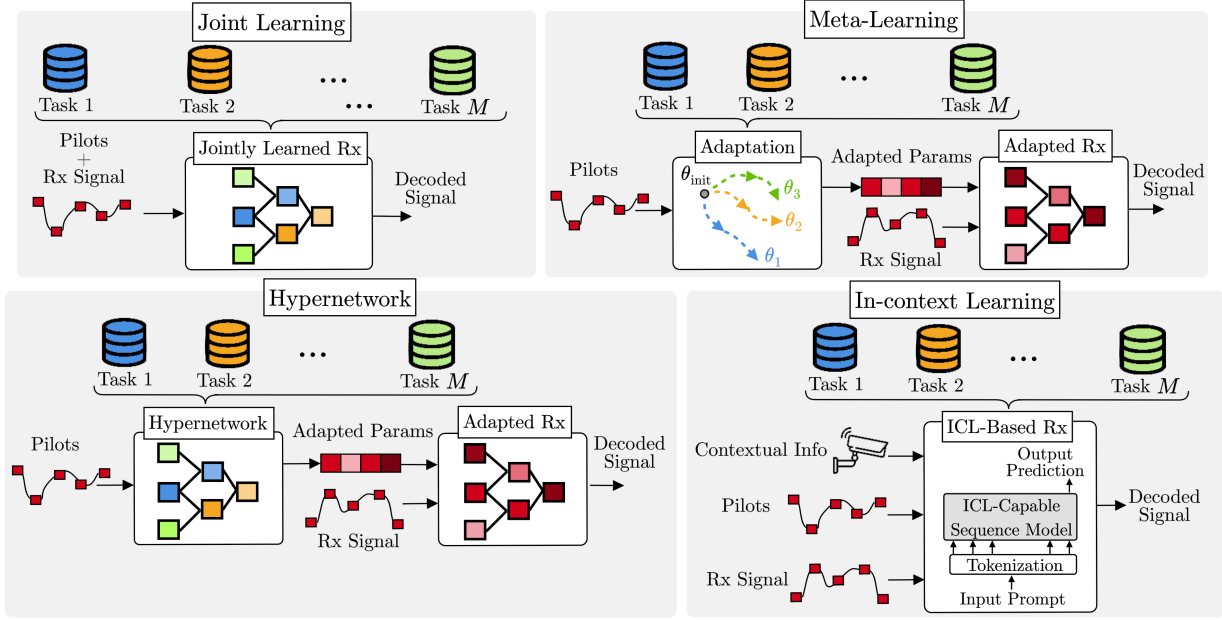 Joint Learning
Task 1
Task 2
...
...
Task M
Pilots
+
Rx Signal
Jointly Learned Rx
Decoded
Signal
Meta-Learning
Task 1
Task 2
...
Task M
Pilots
Adaptation
θinit
θ3
θ2
θ1
Adapted Params
Rx Signal
Adapted Rx
Decoded
Signal
Hypernetwork
Task 1
Task 2
...
Task M
Pilots
Hypernetwork
Adapted Params
Rx Signal
Adapted Rx
Decoded
Signal
In-context Learning
Task 1
Task 2
...
Task M
Contextual Info
Pilots
Rx Signal
ICL-Based Rx
Output
Prediction
ICL-Capable
Sequence Model
Tokenization
Input Prompt
Decoded
Signal